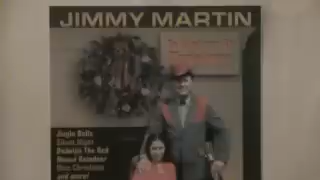 JIMMY MARTIN
Jingle Bells
Silent Night
Rudolph The Red
Nosed Reindeer
Blue Christmas
and more!